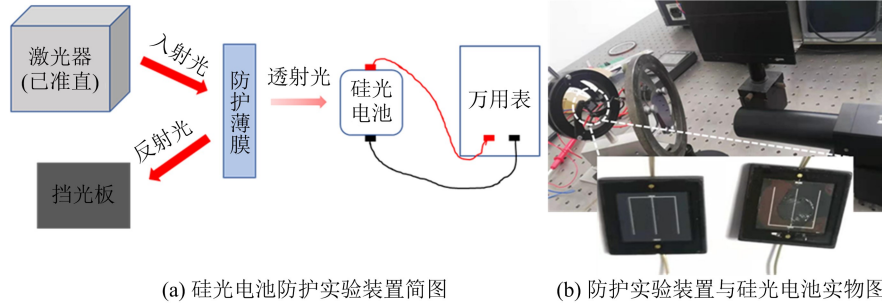 激光器
(已准直)
入射光
反射光
挡光板
防护薄膜
透射光
硅光
电池
万用表
(a) 硅光电池防护实验装置简图
(b) 防护实验装置与硅光电池实物图